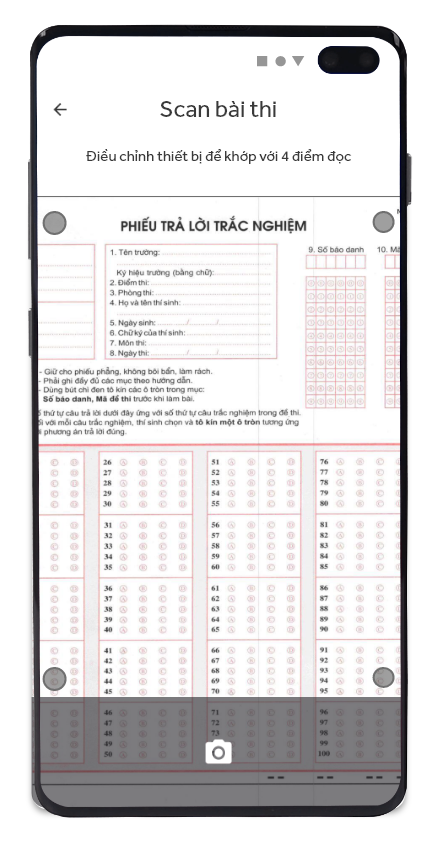 Scan bài thi
Điều chỉnh thiết bị để khớp với 4 điểm đọc
PHIẾU TRẢ LỜI TRẮC NGHIỆM
1. Tên trường:
Ký hiệu trường (bằng chữ):
2. Điểm thi:
3. Phòng thi:
4. Họ và tên thí sinh:
5. Ngày sinh: / /
6. Chữ ký của thí sinh:
7. Môn thi:
8. Ngày thi: / /
9. Số báo danh
10.
- Giữ cho phiếu phẳng, không bôi bẩn, làm rách.
- Phải ghi đầy đủ các mục theo hướng dẫn.
- Dùng bút chì đen tô kín các ô tròn trong mục:
Số báo danh, Mã đề thi trước khi làm bài.
thứ tự câu trả lời dưới đây ứng với số thứ tự câu trắc nghiệm trong đề thi.
với mỗi câu trắc nghiệm, thí sinh chọn và tô kín một ô tròn tương ứng
phương án trả lời đúng.
26 A B C D 51 A B C D 76 A B C
27 A B C D 52 A B C D 77 A B C
28 A B C D 53 A B C D 78 A B C
29 A B C D 54 A B C D 79 A B C
30 A B C D 55 A B C D 80 A B C
31 A B C D 56 A B C D 81 A B C
32 A B C D 57 A B C D 82 A B C
33 A B C D 58 A B C D 83 A B C
34 A B C D 59 A B C D 84 A B C
35 A B C D 60 A B C D 85 A B C
36 A B C D 61 A B C D 86 A B C
37 A B C D 62 A B C D 87 A B C
38 A B C D 63 A B C D 88 A B C
39 A B C D 64 A B C D 89 A B C
40 A B C D 65 A B C D 90 A B C
41 A B C D 66 A B C D 91 A B C
42 A B C D 67 A B C D 92 A B C
43 A B C D 68 A B C D 93 A B C
44 A B C D 69 A B C D 94 A B C
45 A B C D 70 A B C D 95 A B C
46 A B C D 71 A B C D 96 A B C
47 A B C D 72 A B C D 97 A B C
48 A B C D 73 A B C D 98 A B C
49 A B C D 74 A B C D 99 A B C
50 A B C D 75 A B C D 100 A B C